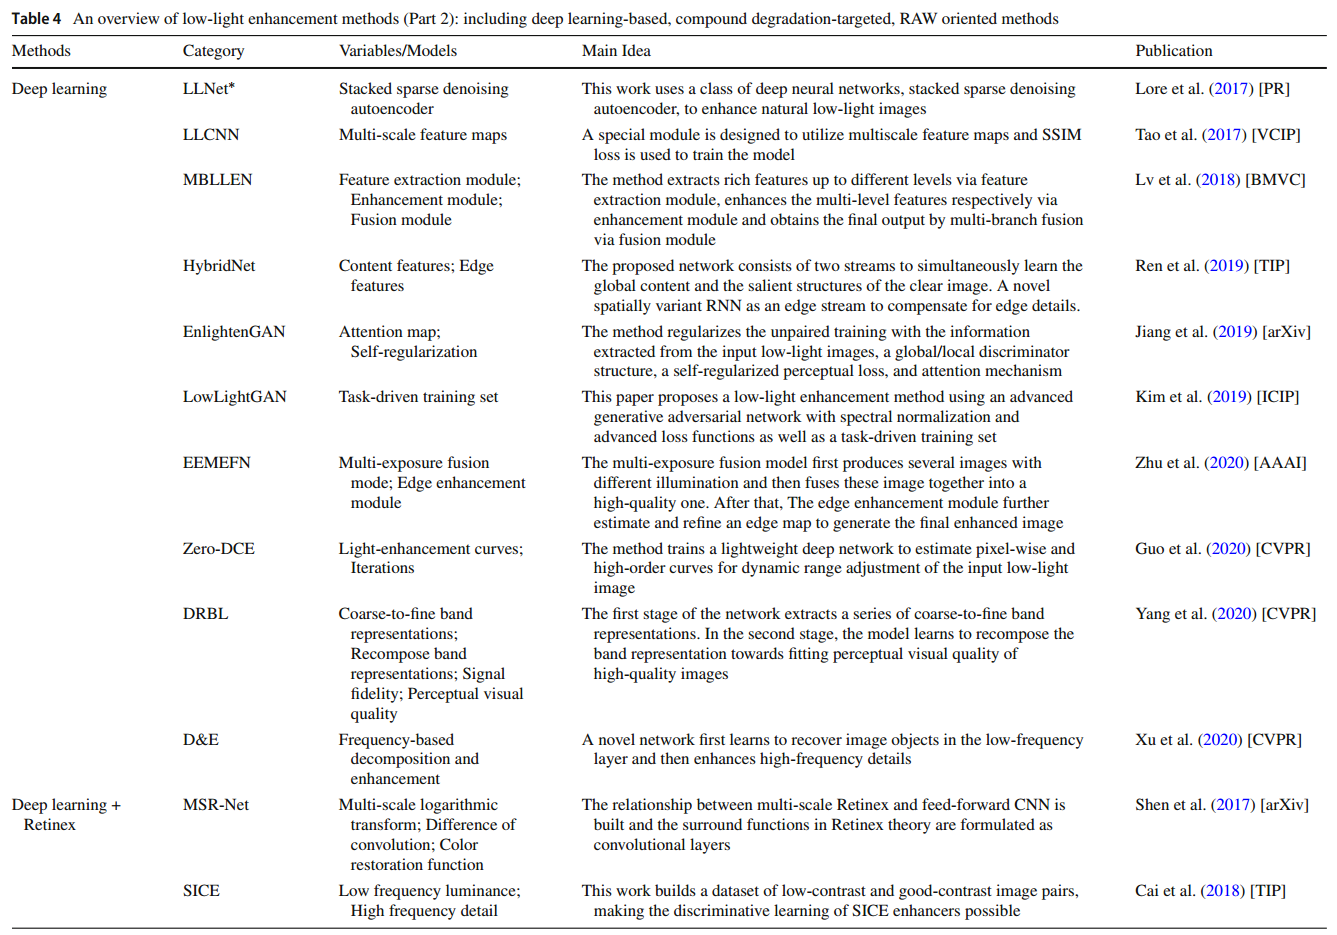 Table 4 An overview of low-light enhancement methods (Part 2): including deep learning-based, compound degradation-targeted, RAW oriented methods
Methods Category Variables/Models Main Idea Publication
Deep learning LLNet* Stacked sparse denoising This work uses a class of deep neural networks, stacked sparse denoising Lore et al. (2017) [PR]
autoencoder autoencoder, to enhance natural low-light images
LLCNN Multi-scale feature maps A special module is designed to utilize multiscale feature maps and SSIM Tao et al. (2017) [VCIP]
loss is used to train the model
MBLLEN Feature extraction module; The method extracts rich features up to different levels via feature Lv et al. (2018) [BMVC]
Enhancement module; extraction module, enhances the multi-level features respectively via
Fusion module enhancement module and obtains the final output by multi-branch fusion
via fusion module
HybridNet Content features; Edge The proposed network consists of two streams to simultaneously learn the Ren et al. (2019) [TIP]
features global content and the salient structures of the clear image. A novel
spatially variant RNN as an edge stream to compensate for edge details.
EnlightenGAN Attention map; The method regularizes the unpaired training with the information Jiang et al. (2019) [arXiv]
Self-regularization extracted from the input low-light images, a global/local discriminator
structure, a self-regularized perceptual loss, and attention mechanism
LowLightGAN Task-driven training set This paper proposes a low-light enhancement method using an advanced Kim et al. (2019) [ICIP]
generative adversarial network with spectral normalization and
advanced loss functions as well as a task-driven training set
EEMEFN Multi-exposure fusion The multi-exposure fusion model first produces several images with Zhu et al. (2020) [AAAI]
mode; Edge enhancement different illumination and then fuses these image together into a
module high-quality one. After that, The edge enhancement module further
estimate and refine an edge map to generate the final enhanced image
Zero-DCE Light-enhancement curves; The method trains a lightweight deep network to estimate pixel-wise and Guo et al. (2020) [CVPR]
Iterations high-order curves for dynamic range adjustment of the input low-light
image
DRBL Coarse-to-fine band The first stage of the network extracts a series of coarse-to-fine band Yang et al. (2020) [CVPR]
representations; representations. In the second stage, the model learns to recompose the
Recompose band band representation towards fitting perceptual visual quality of
representations; Signal high-quality images
fidelity; Perceptual visual
quality
D&E Frequency-based A novel network first learns to recover image objects in the low-frequency Xu et al. (2020) [CVPR]
decomposition and layer and then enhances high-frequency details
enhancement
Deep learning + MSR-Net Multi-scale logarithmic The relationship between multi-scale Retinex and feed-forward CNN is Shen et al. (2017) [arXiv]
Retinex transform; Difference of built and the surround functions in Retinex theory are formulated as
convolution; Color convolutional layers
restoration function
SICE Low frequency luminance; This work builds a dataset of low-contrast and good-contrast image pairs, Cai et al. (2018) [TIP]
High frequency detail making the discriminative learning of SICE enhancers possible